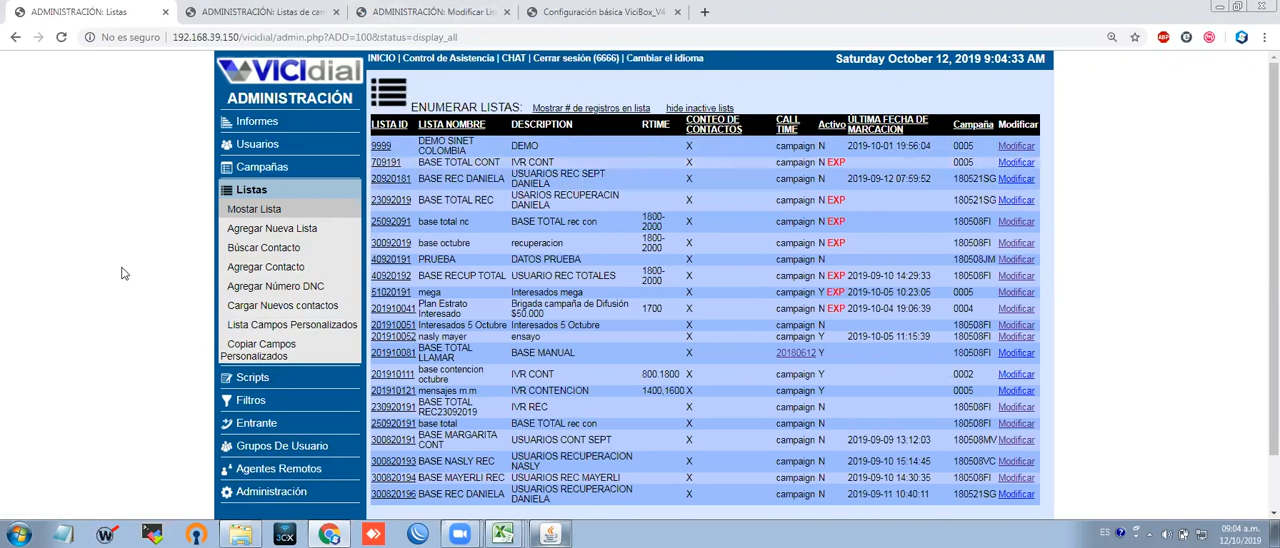 ADMINISTRACIÓN: Listas
ADMINISTRACIÓN: Listas de can
ADMINISTRACIÓN: Modificar Lis
Configuración básica ViciBox_V4
No es seguro | 192.168.39.150/vicidial/admin.php?ADD=100&status=display_all
VICIdial
ADMINISTRACIÓN
Informes
Usuarios
Campañas
Listas
Mostar Lista
Agregar Nueva Lista
Búscar Contacto
Agregar Contacto
Agregar Número DNC
Cargar Nuevos contactos
Lista Campos Personalizados
Copiar Campos
Personalizados
Scripts
Filtros
Entrante
Grupos De Usuario
Agentes Remotos
Administración
INICIO | Control de Asistencia | CHAT | Cerrar sesión (6666) | Cambiar el idioma
Saturday October 12, 2019 9:04:33 AM
ENUMERAR LISTAS: Mostrar # de registros en lista hide inactive lists
LISTA ID LISTA NOMBRE DESCRIPTION RTIME CONTEO DE CONTACTOS CALL TIME Activo ÚLTIMA FECHA DE MARCACION Campaña Modificar
9999 DEMO SINET COLOMBIA DEMO X campaign N 2019-10-01 19:56:04 0005 Modificar
709191 BASE TOTAL CONT IVR CONT X campaign N EXP 0005 Modificar
20920181 BASE REC DANIELA USUARIOS REC SEPT DANIELA X campaign N 2019-09-12 07:59:52 180521SG Modificar
23092019 BASE TOTAL REC USARIOS RECUPERACIN DANIELA X campaign N EXP 180521SG Modificar
25092091 base total nc BASE TOTAL rec con 1800-2000 X campaign N EXP 180508FI Modificar
30092019 base octubre recuperacion 1800-2000 X campaign N EXP 180508FI Modificar
40920191 PRUEBA DATOS PRUEBA X campaign N 180508JM Modificar
40920192 BASE RECUP TOTAL USUARIO REC TOTALES 1800-2000 X campaign N 2019-09-10 14:29:33 180508FI Modificar
51020191 mega Interesados mega X campaign Y EXP 2019-10-05 10:23:05 0004 Modificar
201910041 Plan Estrato Interesado Brigada campaña de Difusión $50.000 1700 X campaign Y EXP 2019-10-04 19:06:39 0004 Modificar
201910051 Interesados 5 Octubre Interesados 5 Octubre X campaign N 180508FI Modificar
201910052 nasly mayer ensayo X campaign Y 2019-10-05 11:15:39 180508FI Modificar
201910081 BASE TOTAL LLAMAR BASE MANUAL X 20180612 Y 180508FI Modificar
201910111 base contencion octubre IVR CONT 800,1800 X campaign Y 0002 Modificar
201910121 mensajes m.m IVR CONTENCION 1400,1600 X campaign Y 0005 Modificar
230920191 BASE TOTAL REC23092019 IVR REC X campaign N 180508FI Modificar
250920191 base total BASE TOTAL rec con X campaign N 180508FI Modificar
300820191 BASE MARGARITA CONT USUARIOS CONT SEPT X campaign N 2019-09-09 13:12:03 180508MV Modificar
300820193 BASE NASLY REC USUARIOS RECUPERACION NASLY X campaign N 2019-09-10 15:14:45 180508VC Modificar
300820194 BASE MAYERLI REC USUARIOS REC MAYERLI X campaign N 2019-09-10 14:30:35 180508FI Modificar
300820196 BASE REC DANIELA USUARIOS RECUPERACION DANIELA X campaign N 2019-09-11 10:40:11 180521SG Modificar
3CX
ES
09:04 a.m.
12/10/2019